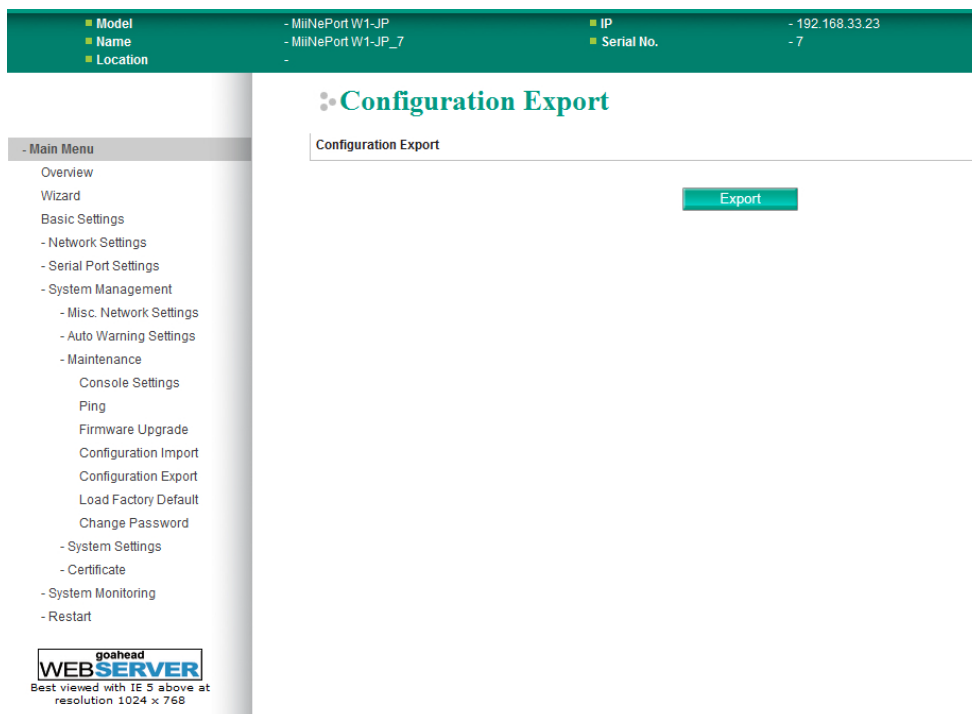 Model - MiiNePort W1-JP IP - 192.168.33.23
Name - MiiNePort W1-JP_7 Serial No. - 7
Location -
Configuration Export
Configuration Export
Export
- Main Menu
Overview
Wizard
Basic Settings
- Network Settings
- Serial Port Settings
- System Management
- Misc. Network Settings
- Auto Warning Settings
- Maintenance
Console Settings
Ping
Firmware Upgrade
Configuration Import
Configuration Export
Load Factory Default
Change Password
- System Settings
- Certificate
- System Monitoring
- Restart
goahead
WEBSERVER
Best viewed with IE 5 above at
resolution 1024 x 768